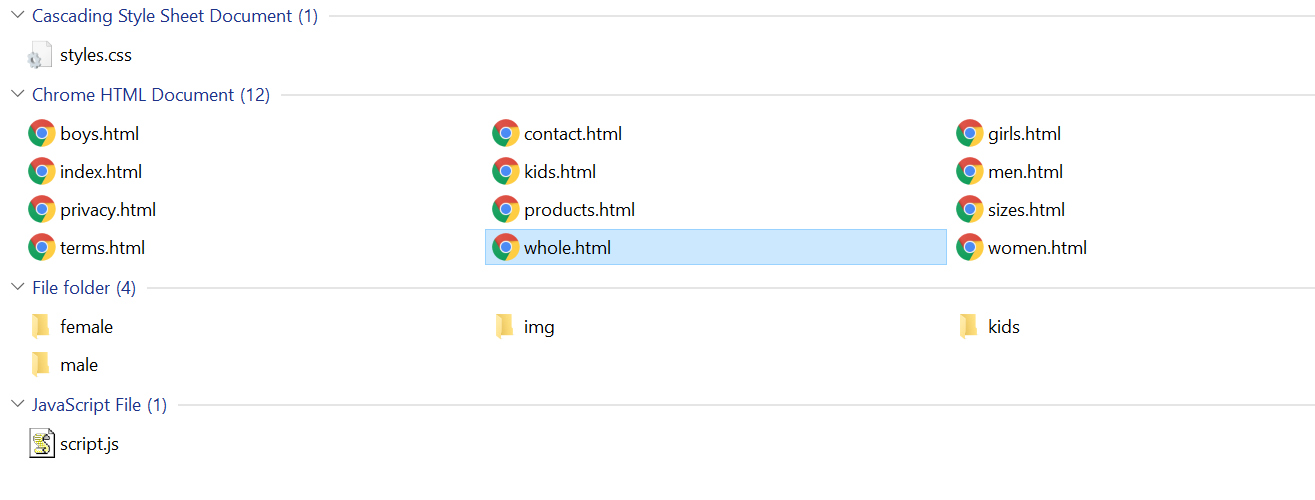 Cascading Style Sheet Document (1)
styles.css
Chrome HTML Document (12)
boys.html contact.html girls.html
index.html kids.html men.html
privacy.html products.html sizes.html
terms.html whole.html women.html
File folder (4)
female img kids
male
JavaScript File (1)
script.js